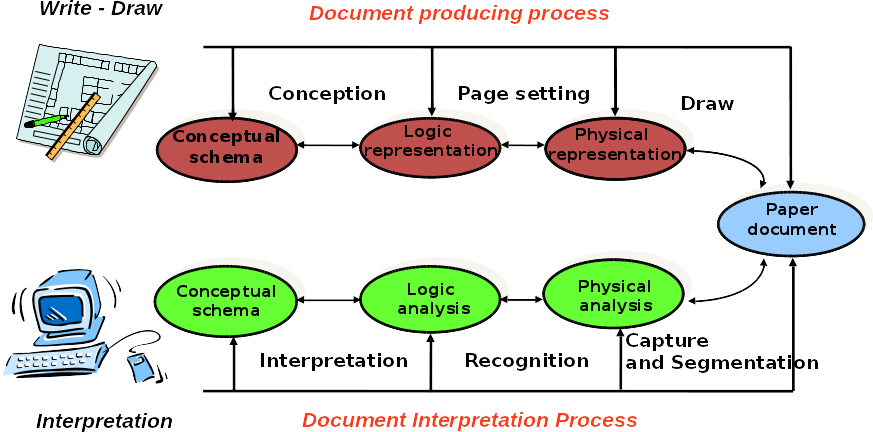 Write - Draw
Document producing process
Conception
Page setting
Draw
Conceptual
schema
Logic
representation
Physical
representation
Paper
document
Conceptual
schema
Logic
analysis
Physical
analysis
Interpretation
Recognition
Capture
and Segmentation
Interpretation
Document Interpretation Process